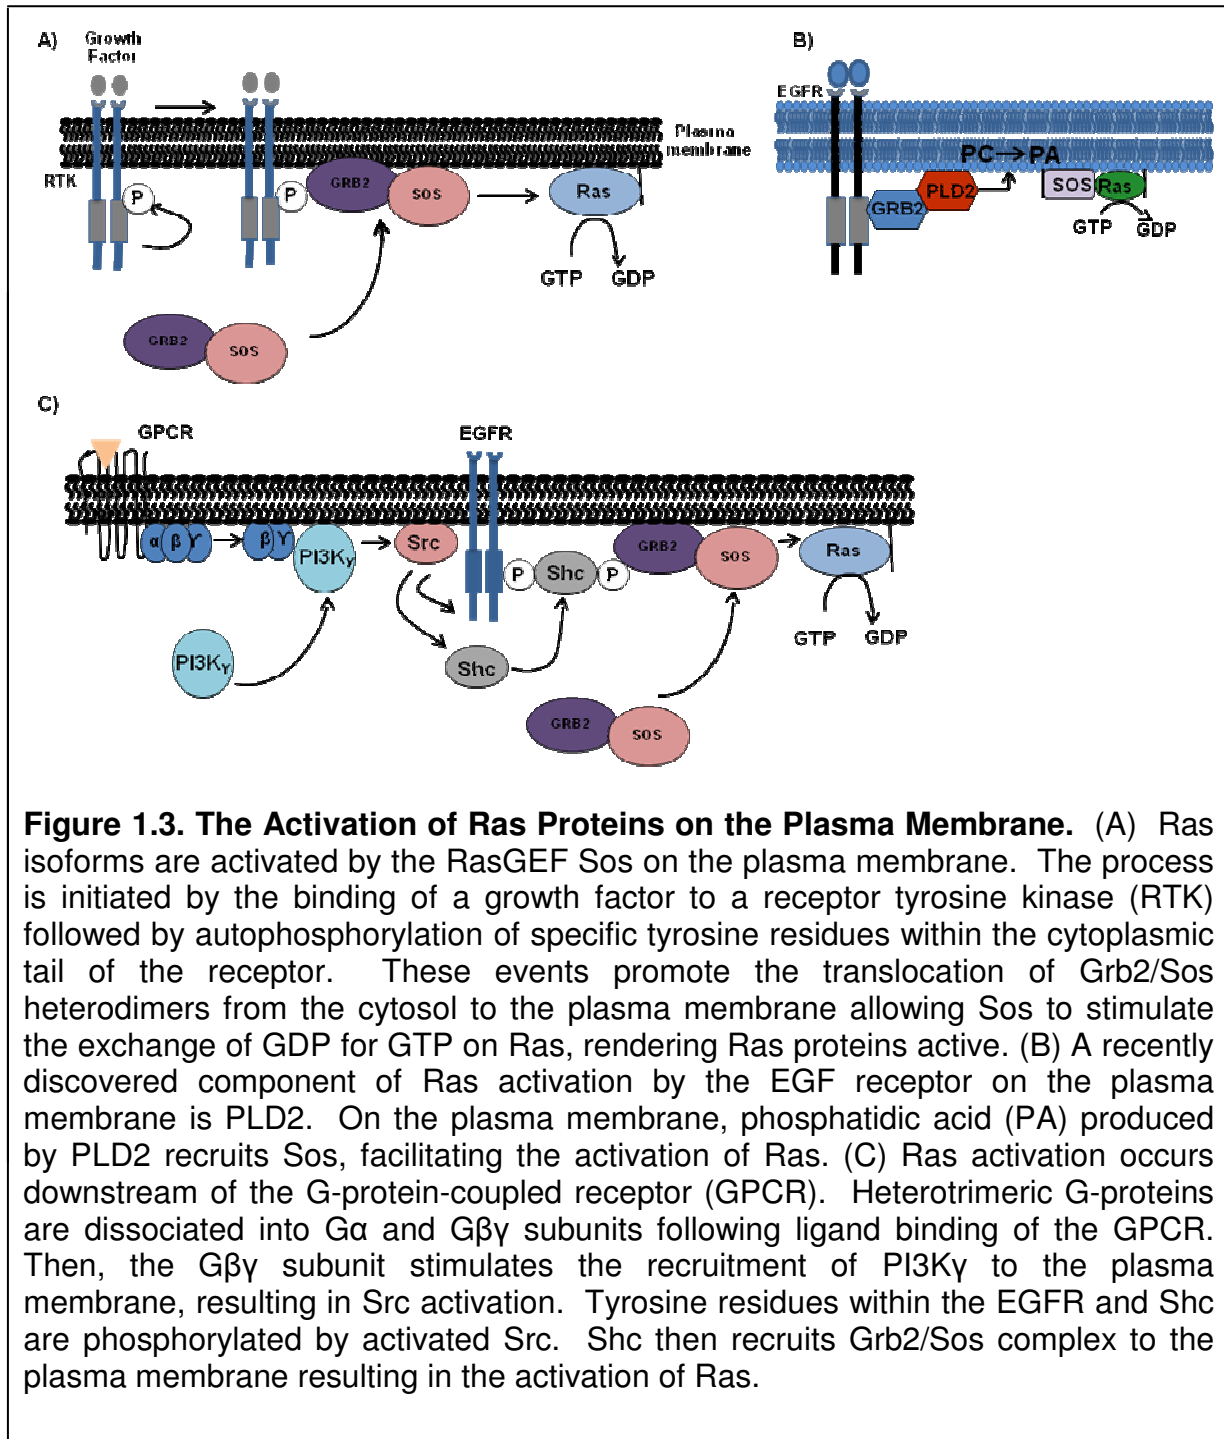 A)
Growth
Factor
Plasma
membrane
RTK
P
P
GRB2
SOS
Ras
GTP
GDP
GRB2
SOS
B)
EGFR
PC→PA
GRB2
PLD2
SOS
Ras
GTP
GDP
C)
GPCR
EGFR
α β γ
β γ
PI3Kγ
Src
P
Shc
P
GRB2
SOS
Ras
GTP
GDP
PI3Kγ
Shc
GRB2
SOS
Figure 1.3. The Activation of Ras Proteins on the Plasma Membrane. (A) Ras
isoforms are activated by the RasGEF Sos on the plasma membrane. The process
is initiated by the binding of a growth factor to a receptor tyrosine kinase (RTK)
followed by autophosphorylation of specific tyrosine residues within the cytoplasmic
tail of the receptor. These events promote the translocation of Grb2/Sos
heterodimers from the cytosol to the plasma membrane allowing Sos to stimulate
the exchange of GDP for GTP on Ras, rendering Ras proteins active. (B) A recently
discovered component of Ras activation by the EGF receptor on the plasma
membrane is PLD2. On the plasma membrane, phosphatidic acid (PA) produced
by PLD2 recruits Sos, facilitating the activation of Ras. (C) Ras activation occurs
downstream of the G-protein-coupled receptor (GPCR). Heterotrimeric G-proteins
are dissociated into Gα and Gβγ subunits following ligand binding of the GPCR.
Then, the Gβγ subunit stimulates the recruitment of PI3Kγ to the plasma
membrane, resulting in Src activation. Tyrosine residues within the EGFR and Shc
are phosphorylated by activated Src. Shc then recruits Grb2/Sos complex to the
plasma membrane resulting in the activation of Ras.